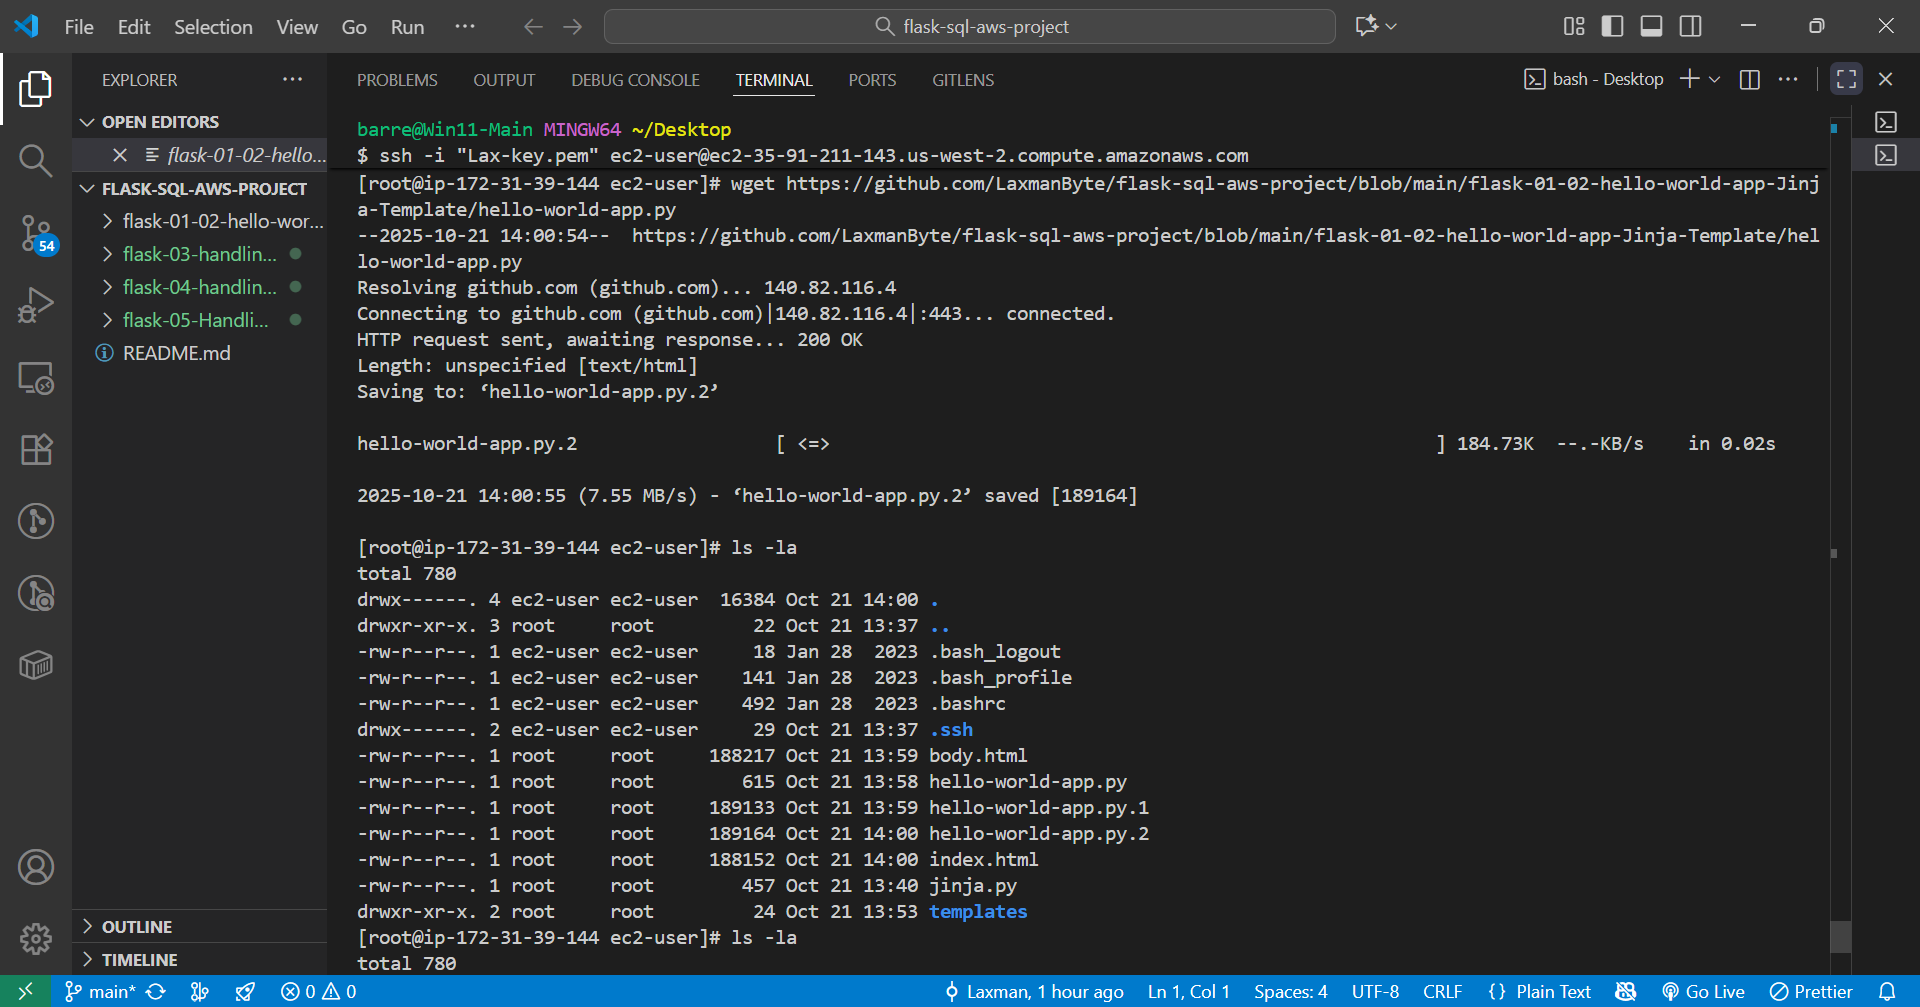 File Edit Selection View Go Run ··· flask-sql-aws-project
EXPLORER ···
OPEN EDITORS
flask-01-02-hello...
FLASK-SQL-AWS-PROJECT
flask-01-02-hello-wor...
flask-03-handlin...
flask-04-handlin...
flask-05-Handli...
README.md
54
OUTLINE
TIMELINE
PROBLEMS OUTPUT DEBUG CONSOLE TERMINAL PORTS GITLENS bash - Desktop
barre@Win11-Main MINGW64 ~/Desktop
$ ssh -i "Lax-key.pem" ec2-user@ec2-35-91-211-143.us-west-2.compute.amazonaws.com
[root@ip-172-31-39-144 ec2-user]# wget https://github.com/LaxmanByte/flask-sql-aws-project/blob/main/flask-01-02-hello-world-app-Jinj
a-Template/hello-world-app.py
--2025-10-21 14:00:54--  https://github.com/LaxmanByte/flask-sql-aws-project/blob/main/flask-01-02-hello-world-app-Jinja-Template/hel
lo-world-app.py
Resolving github.com (github.com)... 140.82.116.4
Connecting to github.com (github.com)|140.82.116.4|:443... connected.
HTTP request sent, awaiting response... 200 OK
Length: unspecified [text/html]
Saving to: ‘hello-world-app.py.2’
hello-world-app.py.2 [ <=> ] 184.73K --.-KB/s in 0.02s
2025-10-21 14:00:55 (7.55 MB/s) - ‘hello-world-app.py.2’ saved [189164]
[root@ip-172-31-39-144 ec2-user]# ls -la
total 780
drwx------. 4 ec2-user ec2-user  16384 Oct 21 14:00 .
drwxr-xr-x. 3 root     root         22 Oct 21 13:37 ..
-rw-r--r--. 1 ec2-user ec2-user     18 Jan 28  2023 .bash_logout
-rw-r--r--. 1 ec2-user ec2-user    141 Jan 28  2023 .bash_profile
-rw-r--r--. 1 ec2-user ec2-user    492 Jan 28  2023 .bashrc
drwx------. 2 ec2-user ec2-user     29 Oct 21 13:37 .ssh
-rw-r--r--. 1 root     root     188217 Oct 21 13:59 body.html
-rw-r--r--. 1 root     root        615 Oct 21 13:58 hello-world-app.py
-rw-r--r--. 1 root     root     189133 Oct 21 13:59 hello-world-app.py.1
-rw-r--r--. 1 root     root     189164 Oct 21 14:00 hello-world-app.py.2
-rw-r--r--. 1 root     root     188152 Oct 21 14:00 index.html
-rw-r--r--. 1 root     root        457 Oct 21 13:40 jinja.py
drwxr-xr-x. 2 root     root         24 Oct 21 13:53 templates
[root@ip-172-31-39-144 ec2-user]# ls -la
total 780
main* 0 0 Laxman, 1 hour ago Ln 1, Col 1 Spaces: 4 UTF-8 CRLF {} Plain Text Go Live Prettier